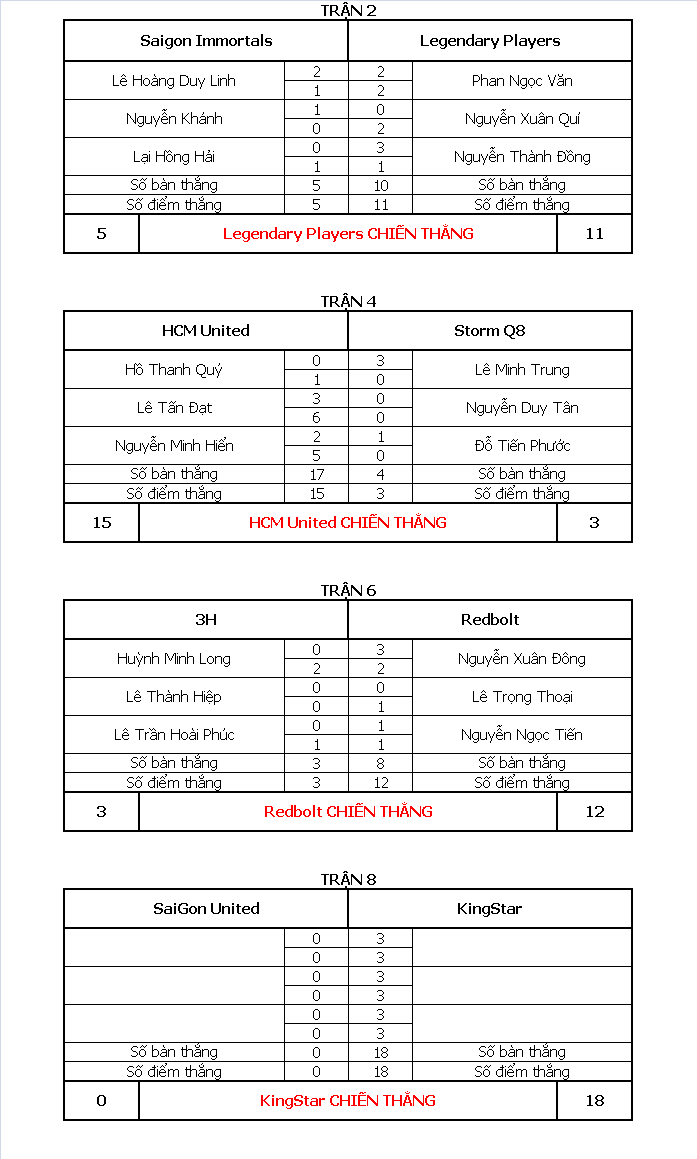 TRẬN 2
Saigon Immortals Legendary Players
Lê Hoàng Duy Linh 2 2 Phan Ngọc Văn
1 2
Nguyễn Khánh 1 0 Nguyễn Xuân Quí
0 2
Lại Hồng Hải 0 3 Nguyễn Thành Đồng
1 1
Số bàn thắng 5 10 Số bàn thắng
Số điểm thắng 5 11 Số điểm thắng
5 Legendary Players CHIẾN THẮNG 11
TRẬN 4
HCM United Storm Q8
Hồ Thanh Quý 0 3 Lê Minh Trung
1 0
Lê Tấn Đạt 3 0 Nguyễn Duy Tân
6 0
Nguyễn Minh Hiển 2 1 Đỗ Tiến Phước
5 0
Số bàn thắng 17 4 Số bàn thắng
Số điểm thắng 15 3 Số điểm thắng
15 HCM United CHIẾN THẮNG 3
TRẬN 6
3H Redbolt
Huỳnh Minh Long 0 3 Nguyễn Xuân Đông
2 2
Lê Thành Hiệp 0 0 Lê Trọng Thoại
0 1
Lê Trần Hoài Phúc 0 1 Nguyễn Ngọc Tiến
1 1
Số bàn thắng 3 8 Số bàn thắng
Số điểm thắng 3 12 Số điểm thắng
3 Redbolt CHIẾN THẮNG 12
TRẬN 8
SaiGon United KingStar
0 3
0 3
0 3
0 3
0 3
0 3
Số bàn thắng 0 18 Số bàn thắng
Số điểm thắng 0 18 Số điểm thắng
0 KingStar CHIẾN THẮNG 18